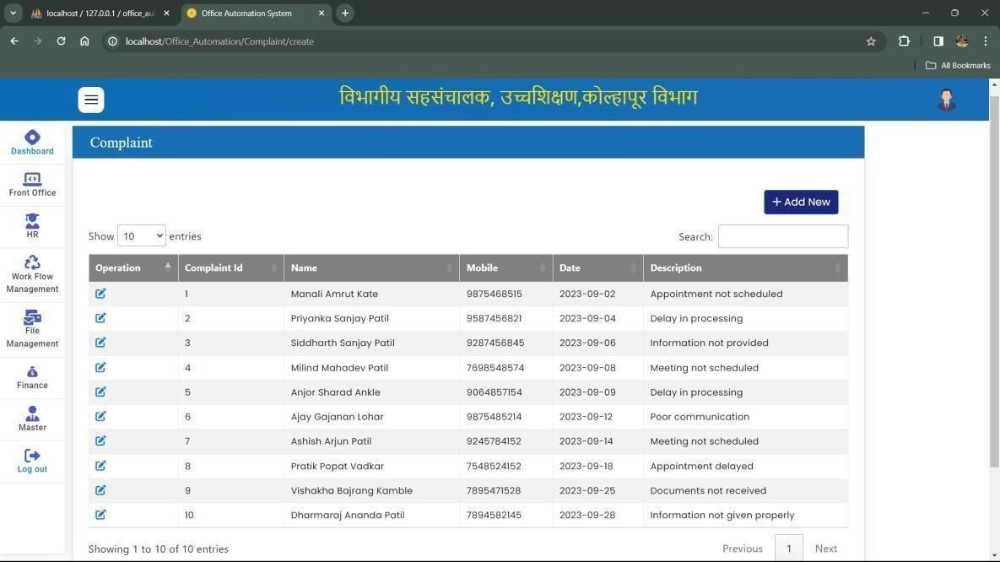 localhost / 127.0.0.1 / office_au
Office Automation System
localhost/Office_Automation/Complaint/create
All Bookmarks
विभागीय सहसंचालक, उच्चशिक्षण,कोल्हापूर विभाग
Dashboard
Front Office
HR
Work Flow
Management
File
Management
Finance
Master
Log out
Complaint
+ Add New
Show 10 entries Search:
Operation Complaint Id Name Mobile Date Description
1 Manali Amrut Kate 9875468515 2023-09-02 Appointment not scheduled
2 Priyanka Sanjay Patil 9587456821 2023-09-04 Delay in processing
3 Siddharth Sanjay Patil 9287456845 2023-09-06 Information not provided
4 Milind Mahadev Patil 7698548574 2023-09-08 Meeting not scheduled
5 Anjor Sharad Ankle 9064857154 2023-09-09 Delay in processing
6 Ajay Gajanan Lohar 9875485214 2023-09-12 Poor communication
7 Ashish Arjun Patil 9245784152 2023-09-14 Meeting not scheduled
8 Pratik Popat Vadkar 7548524152 2023-09-18 Appointment delayed
9 Vishakha Bajrang Kamble 7895471528 2023-09-25 Documents not received
10 Dharmaraj Ananda Patil 7894582145 2023-09-28 Information not given properly
Showing 1 to 10 of 10 entries Previous 1 Next